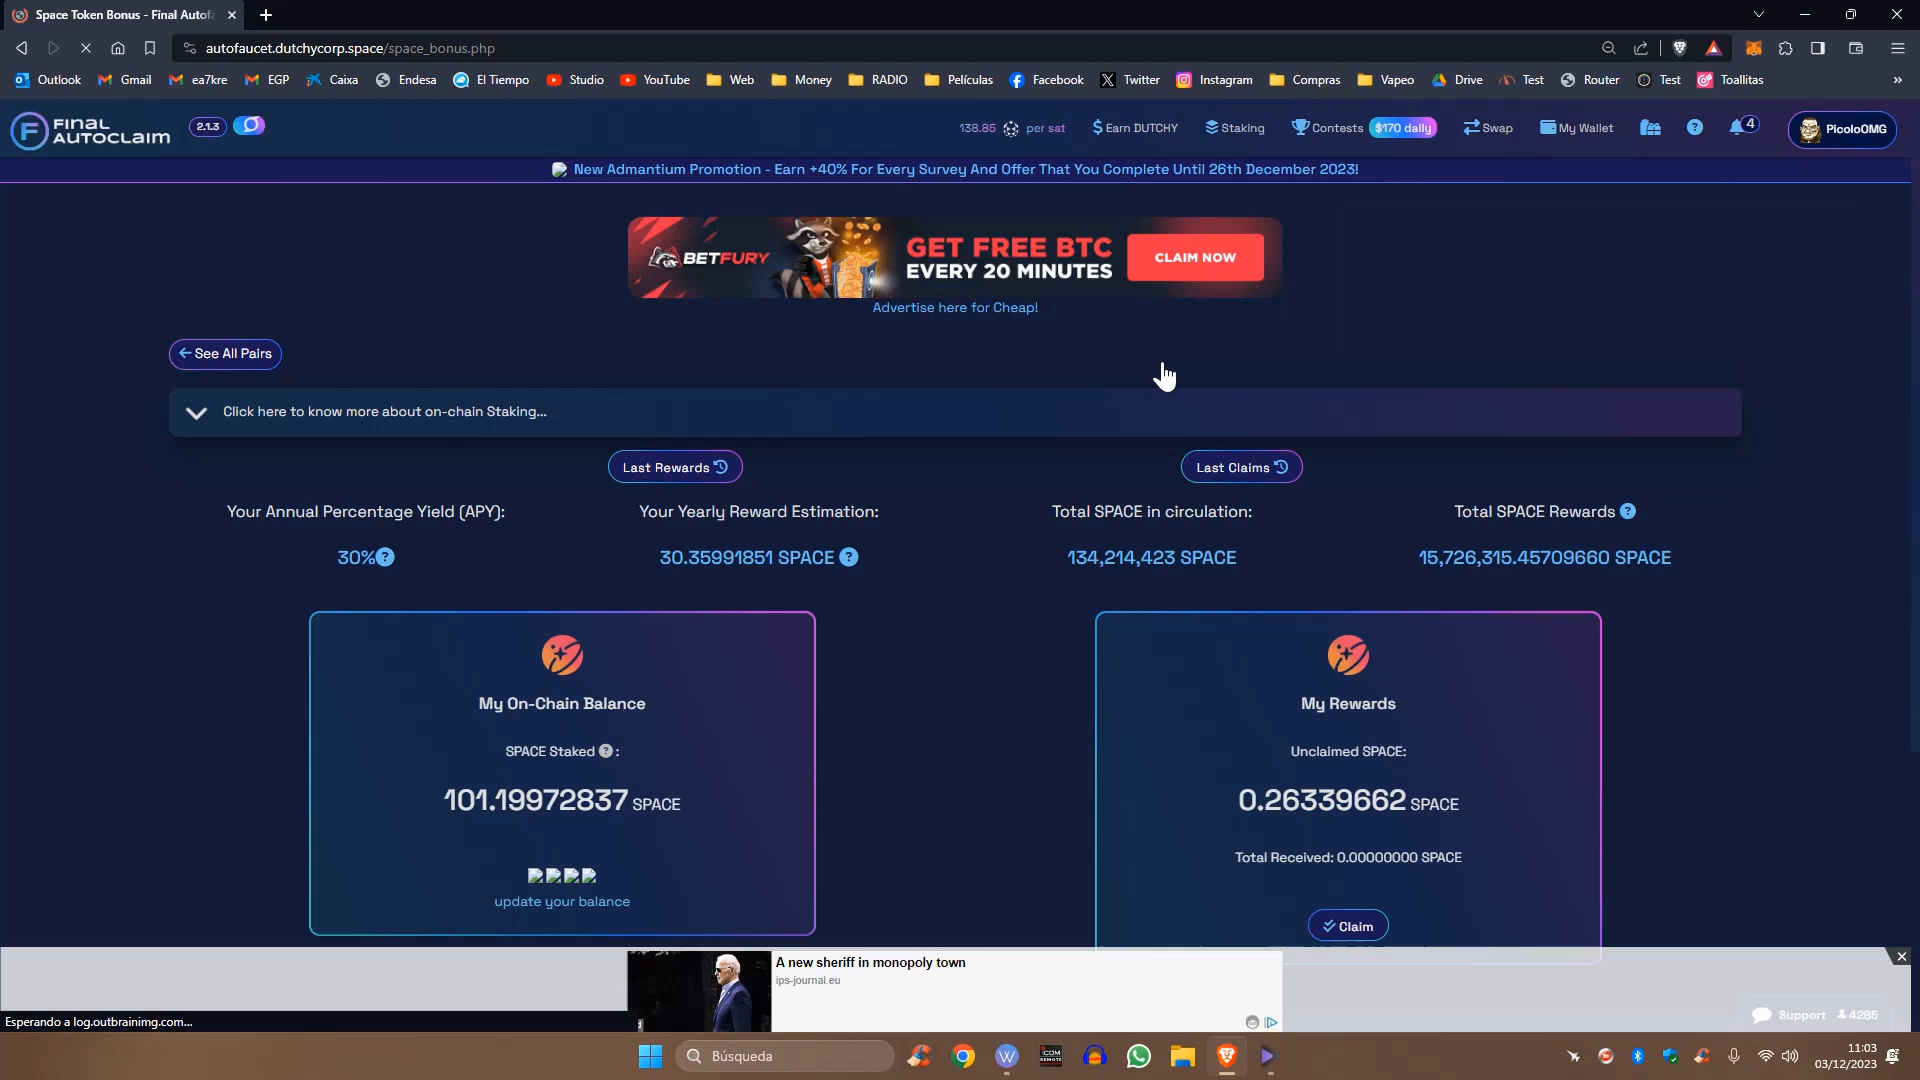 Space Token Bonus - Final Autofa
autofaucet.dutchycorp.space/space_bonus.php
Outlook
Gmail
ea7kre
EGP
Caixa
Endesa
El Tiempo
Studio
YouTube
Web
Money
RADIO
Películas
Facebook
Twitter
Instagram
Compras
Vapeo
Drive
Test
Router
Test
Toallitas
»
FINAL AUTOCLAIM
2.1.3
138.85 per sat
Earn DUTCHY
Staking
Contests $170 daily
Swap
My Wallet
4
PicoloOMG
New Admantium Promotion - Earn +40% For Every Survey And Offer That You Complete Until 26th December 2023!
BETFURY
GET FREE BTC
EVERY 20 MINUTES
CLAIM NOW
Advertise here for Cheap!
See All Pairs
Click here to know more about on-chain Staking...
Last Rewards
Last Claims
Your Annual Percentage Yield (APY):
Your Yearly Reward Estimation:
Total SPACE in circulation:
Total SPACE Rewards
30%
30.35991851 SPACE
134,214,423 SPACE
15,726,315.45709660 SPACE
My On-Chain Balance
SPACE Staked :
101.19972837 SPACE
update your balance
My Rewards
Unclaimed SPACE:
0.26339662 SPACE
Total Received: 0.00000000 SPACE
Claim
A new sheriff in monopoly town
ips-journal.eu
Support 4285
Esperando a log.outbrainimg.com...
Búsqueda
ICOM
REMOTE
11:03
03/12/2023